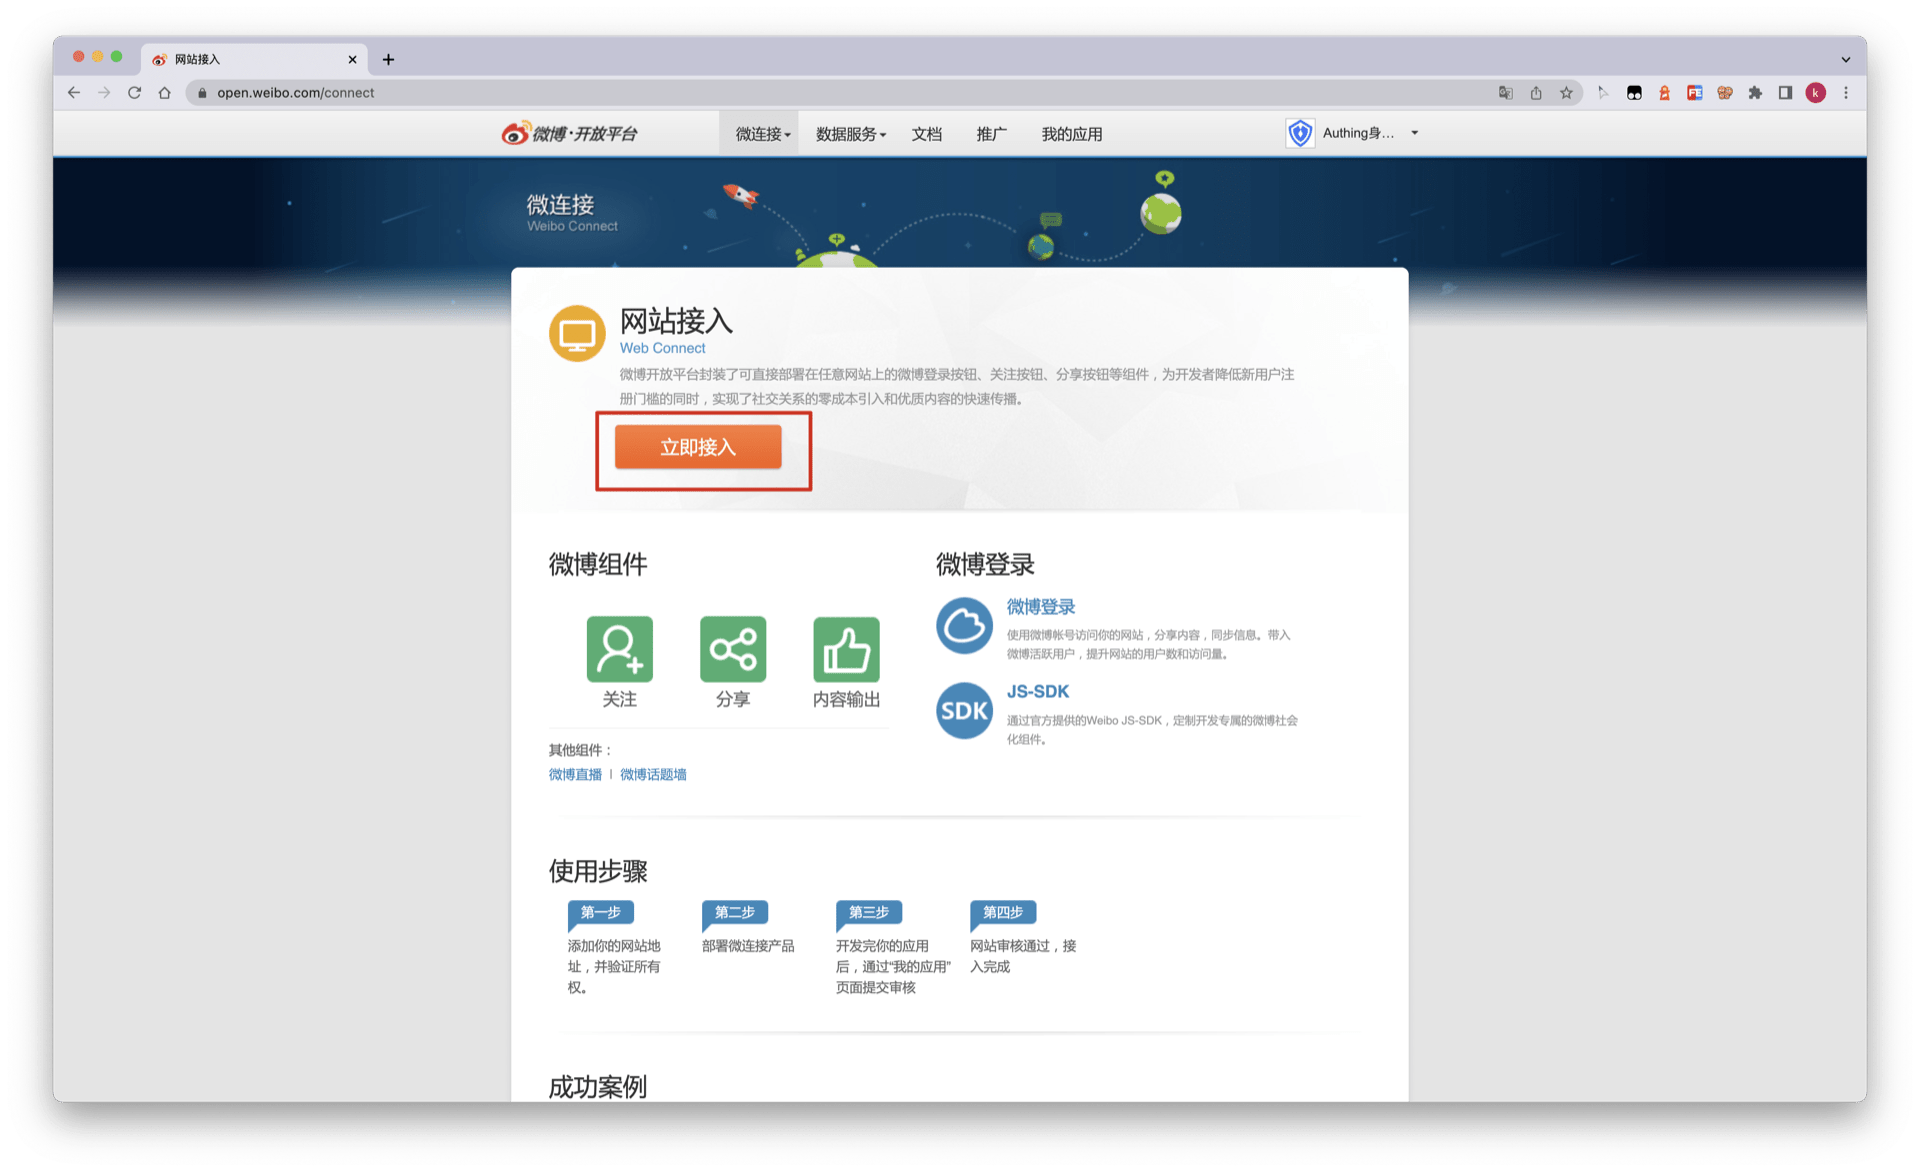 网站接入
open.weibo.com/connect
k
微博·开放平台
微连接
数据服务
文档
推广
我的应用
Authing身...
微连接
Weibo Connect
网站接入
Web Connect
微博开放平台封装了可直接部署在任意网站上的微博登录按钮、关注按钮、分享按钮等组件，为开发者降低新用户注
册门槛的同时，实现了社交关系的零成本引入和优质内容的快速传播。
立即接入
微博组件
关注
分享
内容输出
其他组件：
微博直播 | 微博话题墙
微博登录
微博登录
使用微博帐号访问你的网站，分享内容，同步信息。带入
微博活跃用户，提升网站的用户数和访问量。
SDK
JS-SDK
通过官方提供的Weibo JS-SDK，定制开发专属的微博社会
化组件。
使用步骤
第一步
添加你的网站地
址，并验证所有
权。
第二步
部署微连接产品
第三步
开发完你的应用
后，通过“我的应用”
页面提交审核
第四步
网站审核通过，接
入完成
成功案例